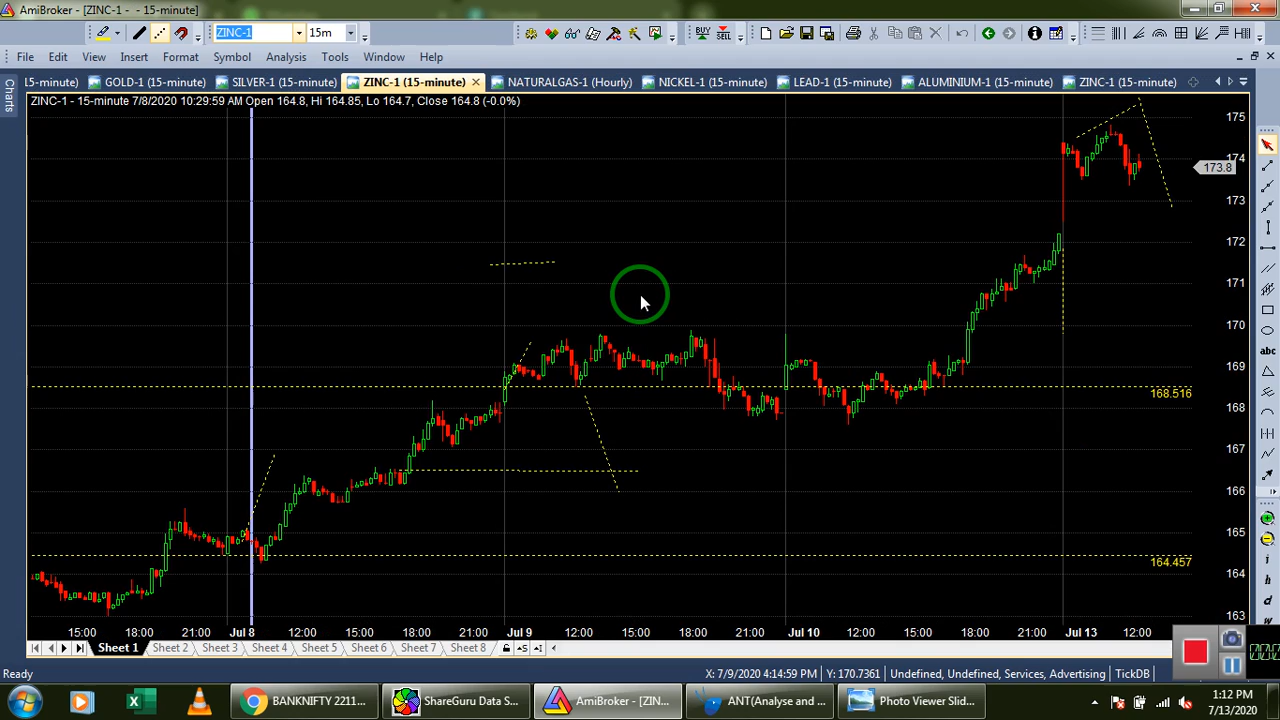 AmiBroker - [ZINC-1 - - 15-minute]
ZINC-1 15m BUY SELL
File Edit View Insert Format Symbol Analysis Tools Window Help
15-minute) GOLD-1 (15-minute) SILVER-1 (15-minute) ZINC-1 (15-minute) NATURALGAS-1 (Hourly) NICKEL-1 (15-minute) LEAD-1 (15-minute) ALUMINIUM-1 (15-minute) ZINC-1 (15-minute)
Charts
ZINC-1 - 15-minute 7/8/2020 10:29:59 AM Open 164.8, Hi 164.85, Lo 164.7, Close 164.8 (-0.0%)
175
174
173.8
173
172
171
170
169
168.516
168
167
166
165
164.457
164
163
abc
15:00 18:00 21:00 Jul 8 12:00 15:00 18:00 21:00 Jul 9 12:00 15:00 18:00 21:00 Jul 10 12:00 15:00 18:00 21:00 Jul 13 12:00
Sheet 1 Sheet 2 Sheet 3 Sheet 4 Sheet 5 Sheet 6 Sheet 7 Sheet 8
Ready X: 7/9/2020 4:14:59 PM Y: 170.7361 Undefined, Undefined, Services, Advertising TickDB
BANKNIFTY 2211... ShareGuru Data S... AmiBroker - [ZIN... ANT(Analyse and ... Photo Viewer Slid...
1:12 PM
7/13/2020